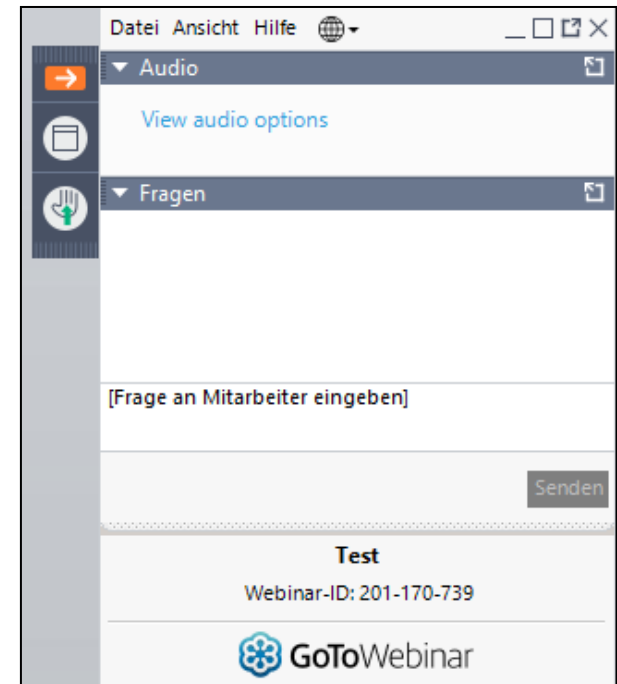 Datei Ansicht Hilfe
Audio
View audio options
Fragen
[Frage an Mitarbeiter eingeben]
Senden
Test
Webinar-ID: 201-170-739
GoToWebinar